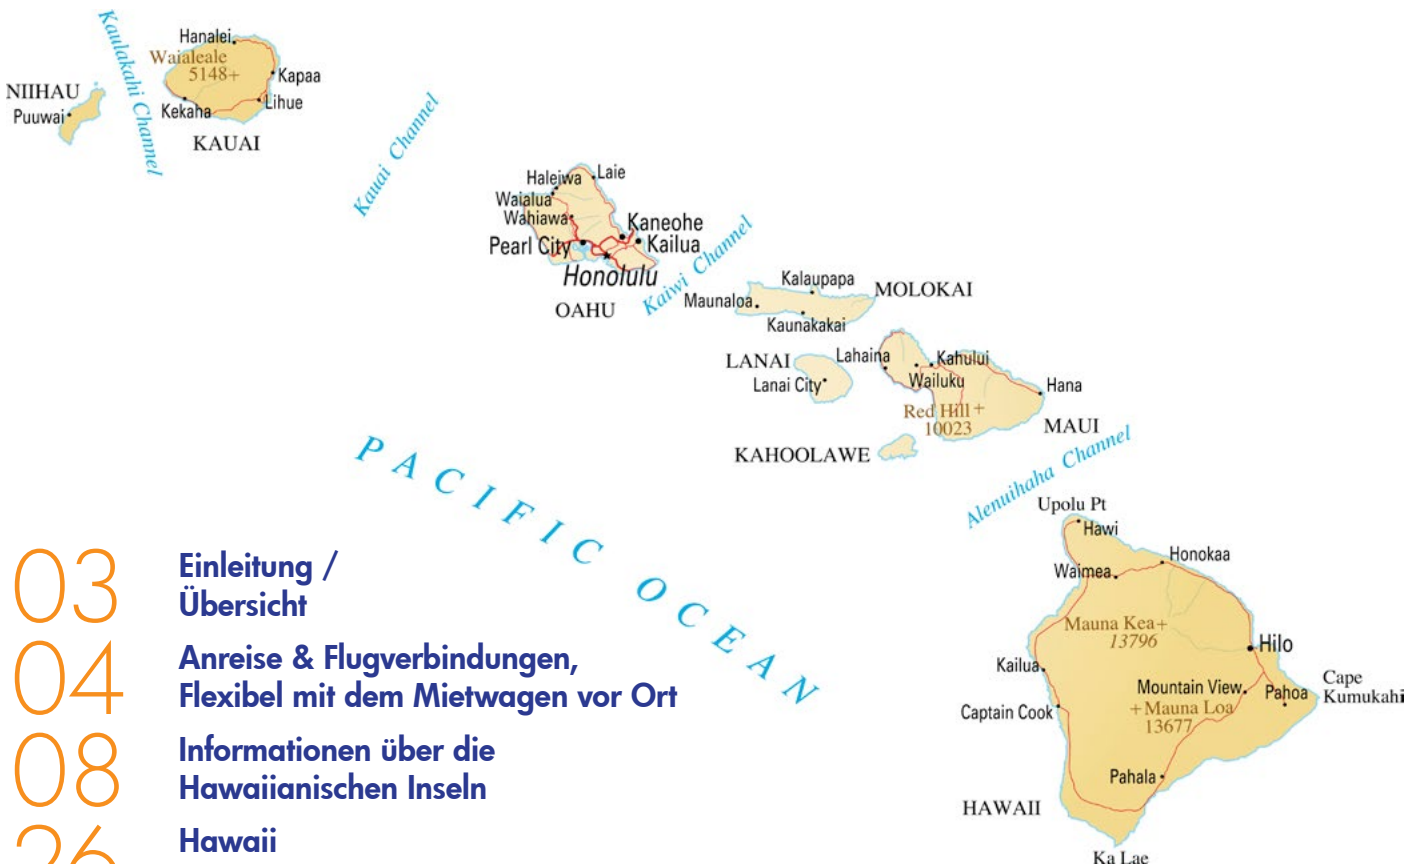 Kaulakahi Channel
Hanalei
Waialeale
5148+
Kapaa
NIIHAU
Puuwai
Kekaha
Lihue
KAUAI
Kauai Channel
Haleiwa
Laie
Waialua
Wahiawa
Kaneohe
Pearl City
Kailua
Honolulu
OAHU
Kaiwi Channel
Kalaupapa
MOLOKAI
Maunaloa
Kaunakakai
LANAI
Lanai City
Lahaina
Kahului
Wailuku
Hana
Red Hill +
10023
MAUI
KAHOOLAWE
Alenuihaha Channel
PACIFIC OCEAN
Upolu Pt
Hawi
Honokaa
Waimea
Mauna Kea+
13796
Hilo
Kailua
Mountain View
Pahoa
Cape
Kumukahi
Captain Cook
+Mauna Loa
13677
Pahala
HAWAII
Ka Lae
03
Einleitung /
Übersicht
04
Anreise & Flugverbindungen,
Flexibel mit dem Mietwagen vor Ort
08
Informationen über die
Hawaiianischen Inseln
26
Hawaii